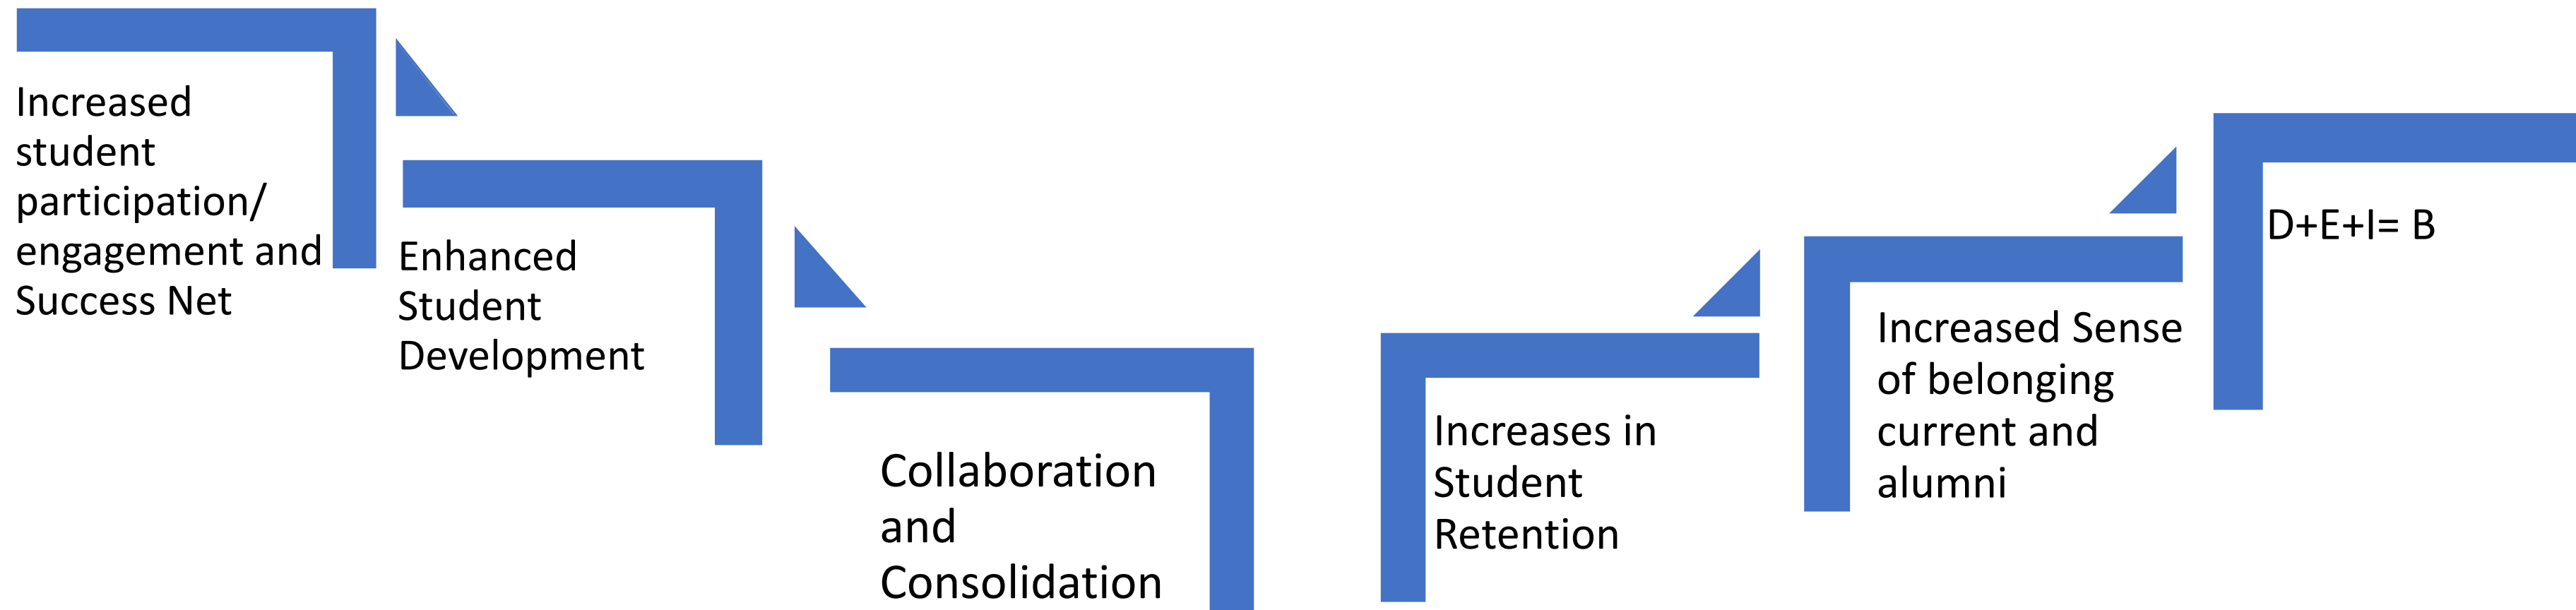 Increased
student
participation/
engagement and
Success Net
Enhanced
Student
Development
Collaboration
and
Consolidation
Increases in
Student
Retention
Increased Sense
of belonging
current and
alumni
D+E+I= B